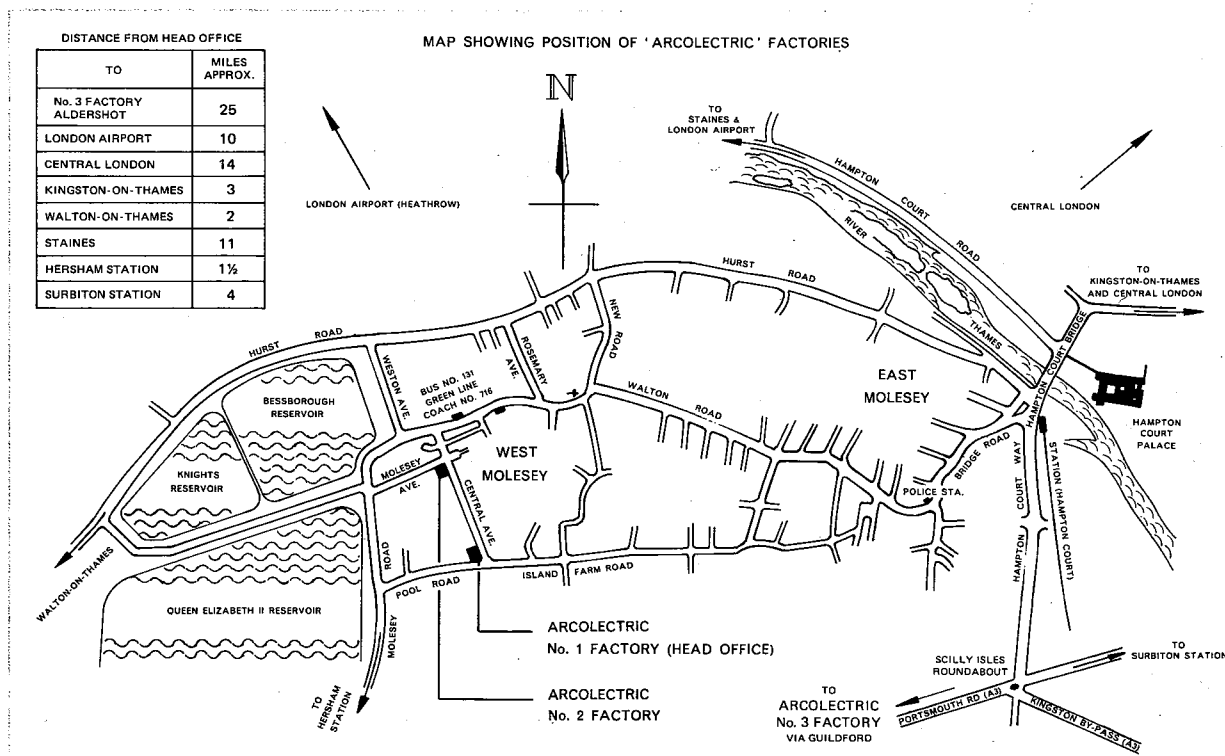 MAP SHOWING POSITION OF 'ARCOLECTRIC' FACTORIES
DISTANCE FROM HEAD OFFICE
TO
MILES
APPROX.
No. 3 FACTORY
ALDERSHOT
25
LONDON AIRPORT
10
CENTRAL LONDON
14
KINGSTON-ON-THAMES
3
WALTON-ON-THAMES
2
STAINES
11
HERSHAM STATION
1½
SURBITON STATION
4
N
LONDON AIRPORT (HEATHROW)
TO
STAINES &
LONDON AIRPORT
HAMPTON COURT ROAD
RIVER THAMES
CENTRAL LONDON
TO
KINGSTON-ON-THAMES
AND CENTRAL LONDON
HURST ROAD
HURST ROAD
NEW ROAD
ROSEMARY AVE.
WESTON AVE.
BUS NO. 131
GREEN LINE
COACH NO. 716
WALTON ROAD
EAST
MOLESEY
HAMPTON COURT BRIDGE
HAMPTON
COURT
PALACE
BESSBOROUGH
RESERVOIR
KNIGHTS
RESERVOIR
MOLESEY
AVE.
WEST
MOLESEY
CENTRAL AVE.
BRIDGE ROAD
POLICE STA.
HAMPTON COURT WAY
STATION (HAMPTON COURT)
WALTON-ON-THAMES
QUEEN ELIZABETH II RESERVOIR
MOLESEY ROAD
POOL ROAD
ISLAND FARM ROAD
TO
HERSHAM
STATION
ARCOLECTRIC
No. 1 FACTORY (HEAD OFFICE)
ARCOLECTRIC
No. 2 FACTORY
TO
ARCOLECTRIC
No. 3 FACTORY
VIA GUILDFORD
SCILLY ISLES
ROUNDABOUT
PORTSMOUTH RD (A3)
KINGSTON BY-PASS (A3)
TO
SURBITON STATION